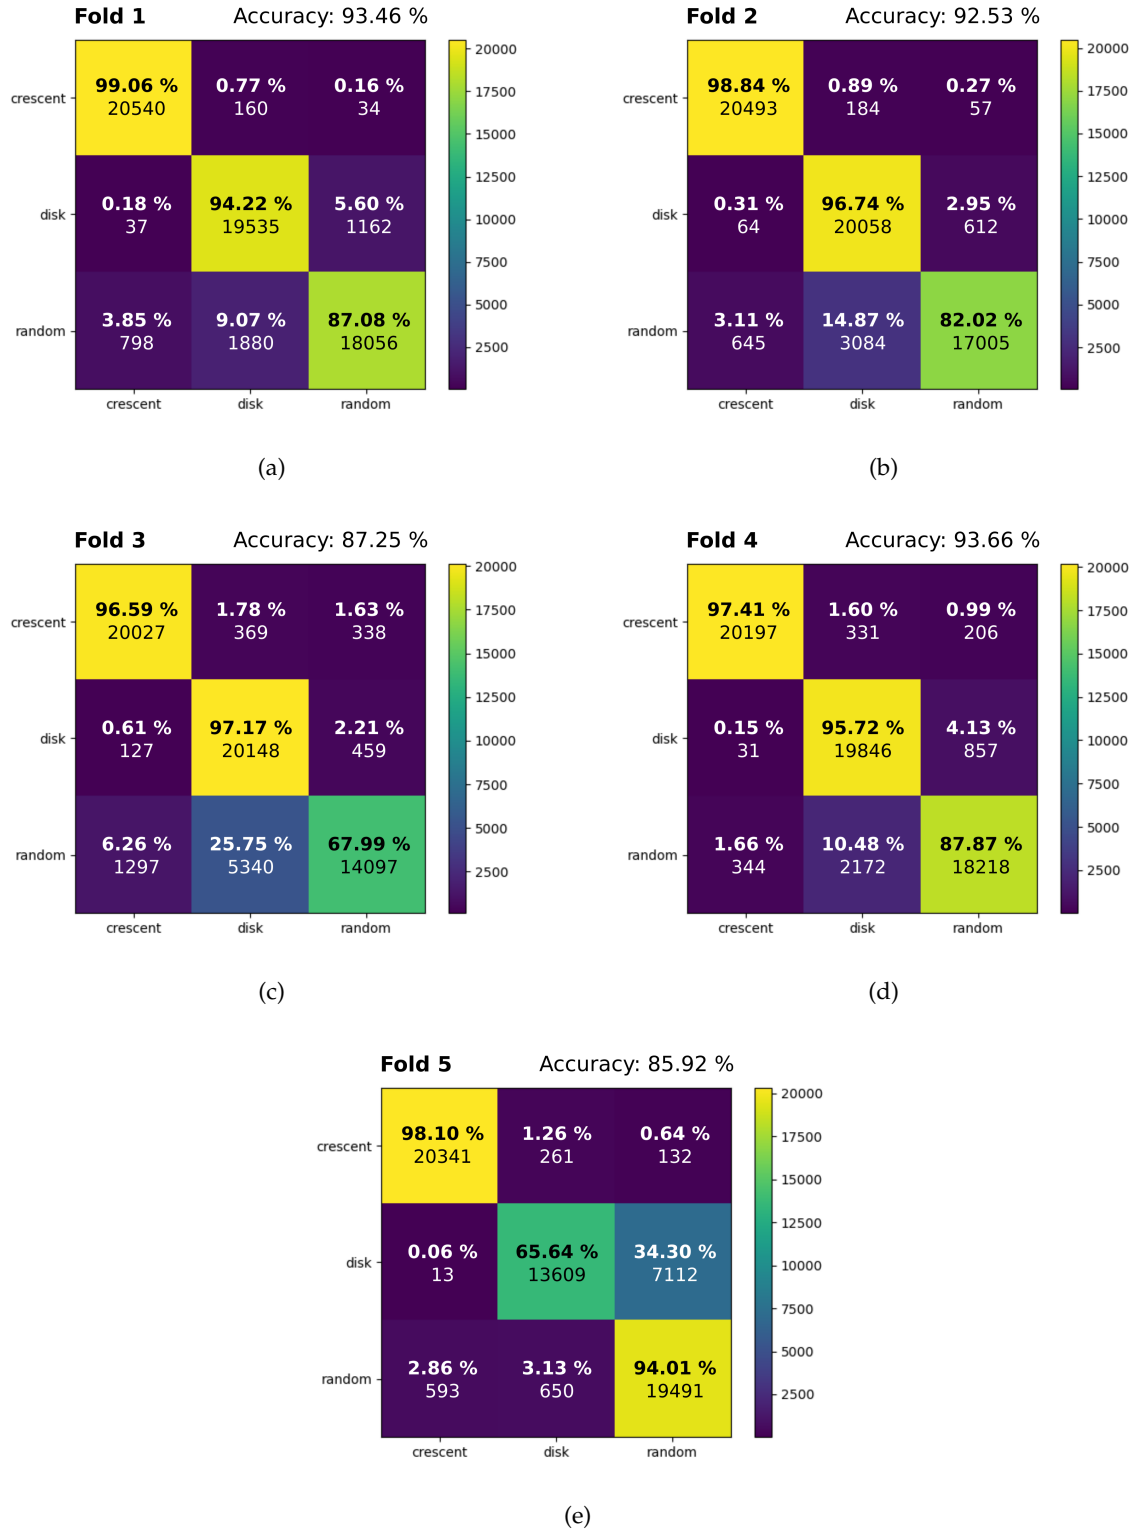 Fold 1 Accuracy: 93.46 %
crescent 99.06 % 0.77 % 0.16 %
20540 160 34
disk 0.18 % 94.22 % 5.60 %
37 19535 1162
random 3.85 % 9.07 % 87.08 %
798 1880 18056
crescent disk random
20000
17500
15000
12500
10000
7500
5000
2500
(a)
Fold 2 Accuracy: 92.53 %
crescent 98.84 % 0.89 % 0.27 %
20493 184 57
disk 0.31 % 96.74 % 2.95 %
64 20058 612
random 3.11 % 14.87 % 82.02 %
645 3084 17005
crescent disk random
20000
17500
15000
12500
10000
7500
5000
2500
(b)
Fold 3 Accuracy: 87.25 %
crescent 96.59 % 1.78 % 1.63 %
20027 369 338
disk 0.61 % 97.17 % 2.21 %
127 20148 459
random 6.26 % 25.75 % 67.99 %
1297 5340 14097
crescent disk random
20000
17500
15000
12500
10000
7500
5000
2500
(c)
Fold 4 Accuracy: 93.66 %
crescent 97.41 % 1.60 % 0.99 %
20197 331 206
disk 0.15 % 95.72 % 4.13 %
31 19846 857
random 1.66 % 10.48 % 87.87 %
344 2172 18218
crescent disk random
20000
17500
15000
12500
10000
7500
5000
2500
(d)
Fold 5 Accuracy: 85.92 %
crescent 98.10 % 1.26 % 0.64 %
20341 261 132
disk 0.06 % 65.64 % 34.30 %
13 13609 7112
random 2.86 % 3.13 % 94.01 %
593 650 19491
crescent disk random
20000
17500
15000
12500
10000
7500
5000
2500
(e)